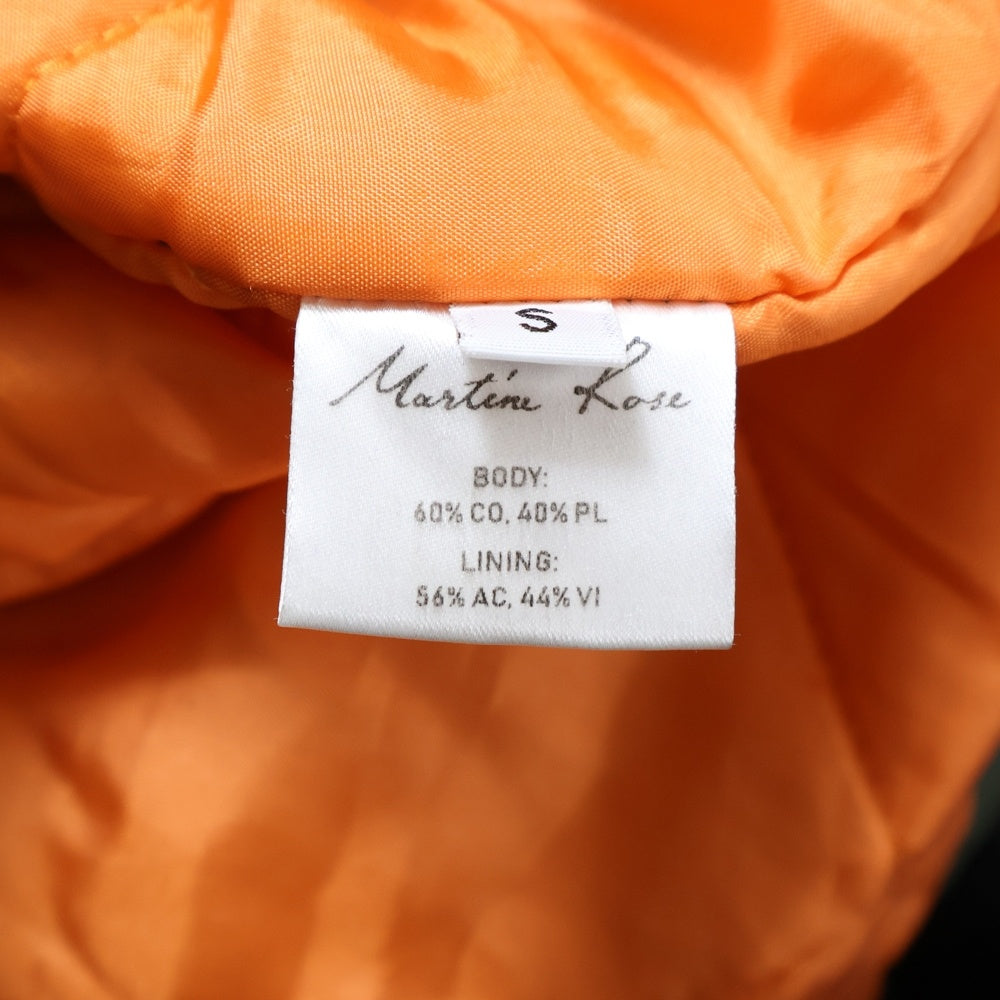 S
Martine Rose
BODY:
60% CO, 40% PL
LINING:
56% AC, 44% VI